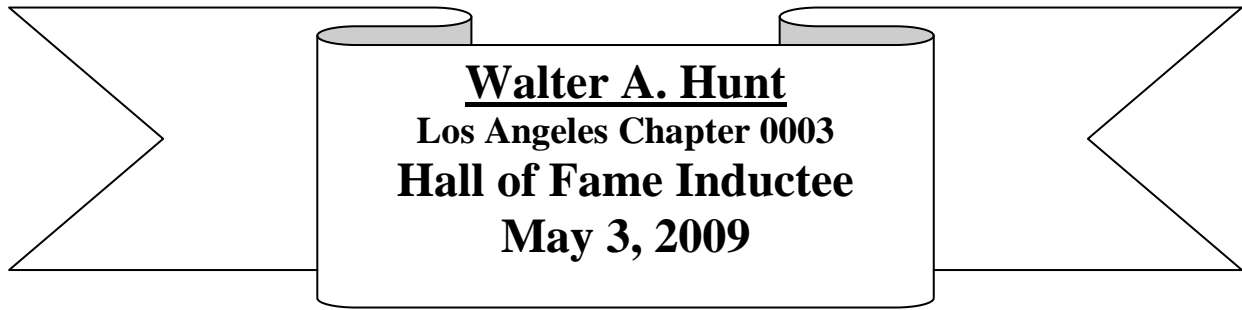 Walter A. Hunt
Los Angeles Chapter 0003
Hall of Fame Inductee
May 3, 2009